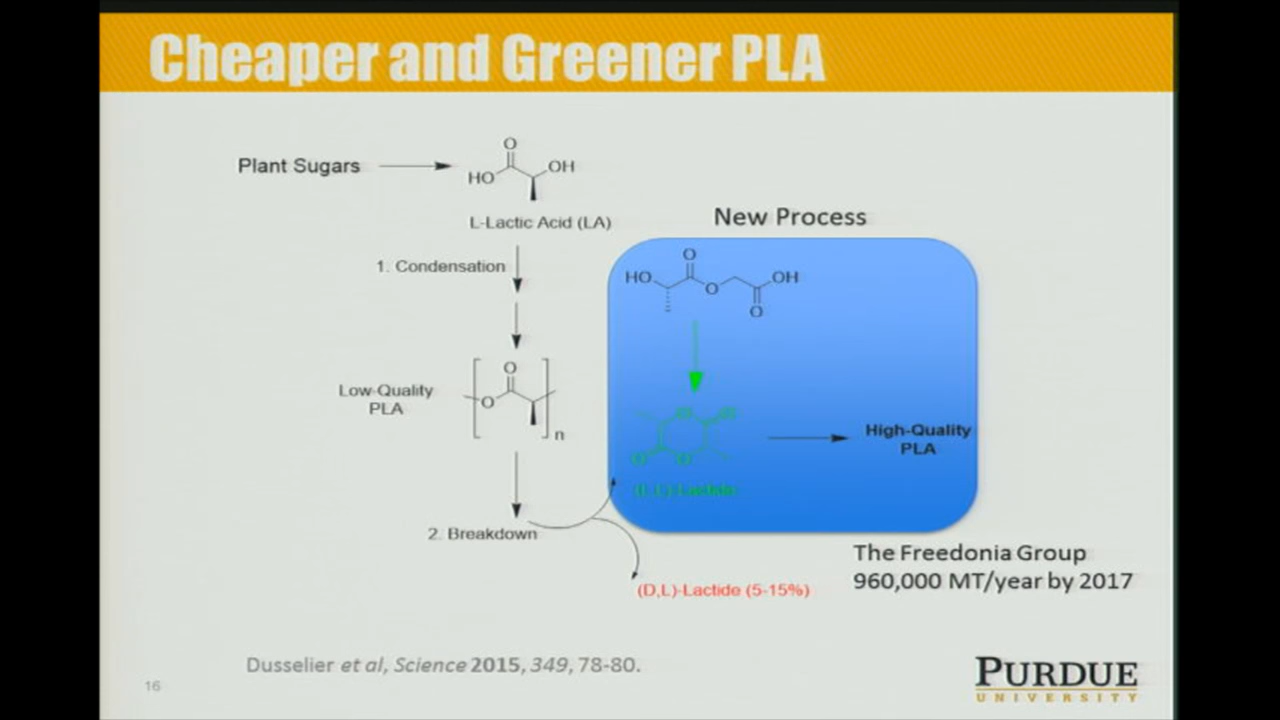 Cheaper and Greener PLA
Plant Sugars
O
HO
OH
L-Lactic Acid (LA)
1. Condensation
New Process
HO
O
O
O
OH
Low-Quality
PLA
O
O
n
High-Quality
PLA
2. Breakdown
(D,L)-Lactide (5-15%)
The Freedonia Group
960,000 MT/year by 2017
Dusselier et al, Science 2015, 349, 78-80.
16
PURDUE
UNIVERSITY